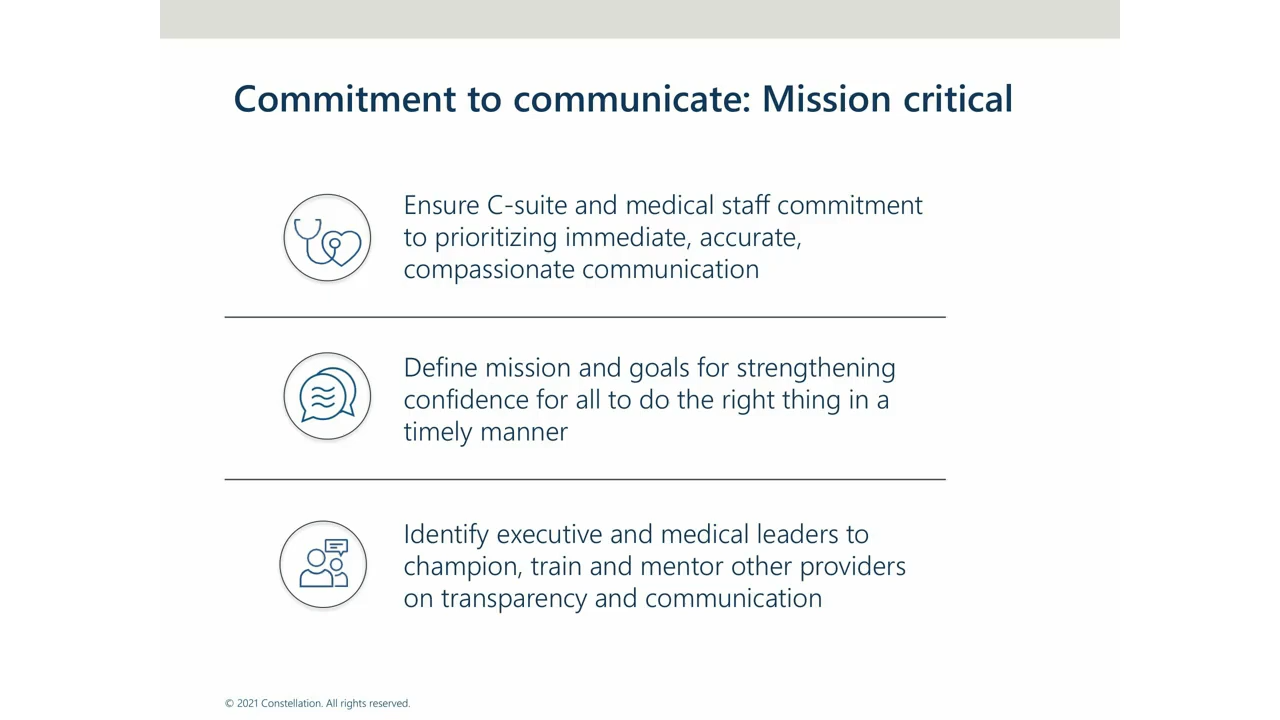 Commitment to communicate: Mission critical
Ensure C-suite and medical staff commitment
to prioritizing immediate, accurate,
compassionate communication
Define mission and goals for strengthening
confidence for all to do the right thing in a
timely manner
Identify executive and medical leaders to
champion, train and mentor other providers
on transparency and communication
© 2021 Constellation. All rights reserved.